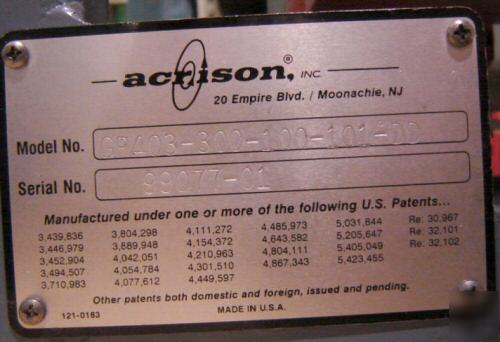 acrison,® INC.
20 Empire Blvd. / Moonachie, NJ
Model No. GP403-300-100-101-DD
Serial No. 99077-01
Manufactured under one or more of the following U.S. Patents...
3,439,836 3,804,298 4,111,272 4,485,973 5,031,844 Re: 30,967
3,446,979 3,889,948 4,154,372 4,643,582 5,205,647 Re: 32,101
3,452,904 4,042,051 4,210,963 4,804,111 5,405,049 Re: 32,102
3,494,507 4,054,784 4,301,510 4,867,343 5,423,455
3,710,983 4,077,612 4,449,597
Other patents both domestic and foreign, issued and pending.
121-0183 MADE IN U.S.A.